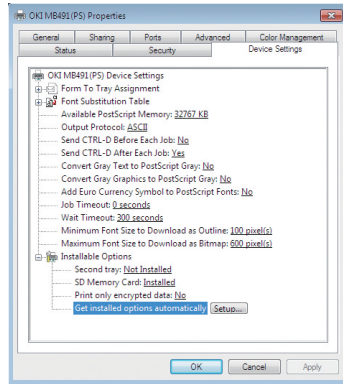 OKI MB491(PS) Properties
General Sharing Ports Advanced Color Management
Status Security Device Settings
OKI MB491(PS) Device Settings
Form To Tray Assignment
Font Substitution Table
Available PostScript Memory: 32767 KB
Output Protocol: ASCII
Send CTRL-D Before Each Job: No
Send CTRL-D After Each Job: Yes
Convert Gray Text to PostScript Gray: No
Convert Gray Graphics to PostScript Gray: No
Add Euro Currency Symbol to PostScript Fonts: No
Job Timeout: 0 seconds
Wait Timeout: 300 seconds
Minimum Font Size to Download as Outline: 100 pixel(s)
Maximum Font Size to Download as Bitmap: 600 pixel(s)
Installable Options
Second tray: Not Installed
SD Memory Card: Installed
Print only encrypted data: No
Get installed options automatically Setup...
OK Cancel Apply